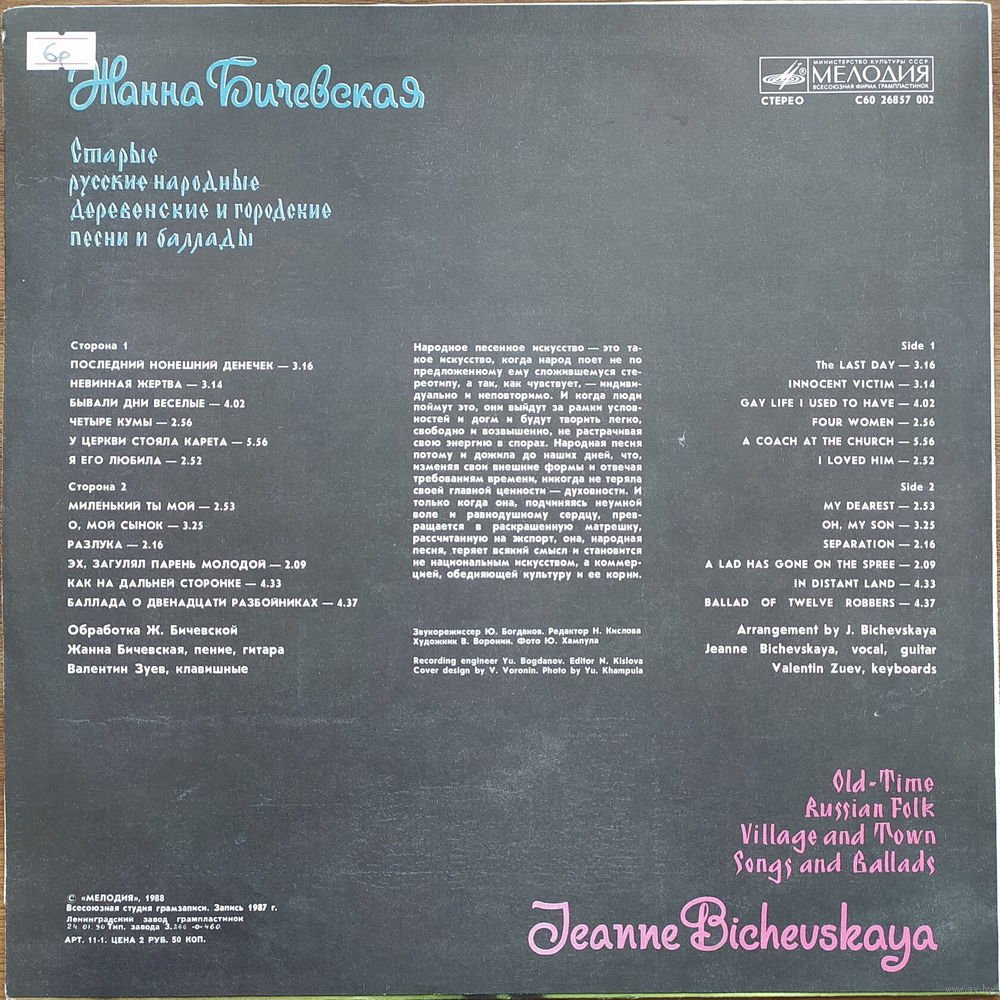 6р
Жанна Бичевская
Старые
русские народные
деревенские и городские
песни и баллады
МИНИСТЕРСТВО КУЛЬТУРЫ СССР
МЕЛОДИЯ
ВСЕСОЮЗНАЯ ФИРМА ГРАМПЛАСТИНОК
СТЕРЕО С60 26857 002
Сторона 1
ПОСЛЕДНИЙ НОНЕШНИЙ ДЕНЕЧЕК — 3.16
НЕВИННАЯ ЖЕРТВА — 3.14
БЫВАЛИ ДНИ ВЕСЕЛЫЕ — 4.02
ЧЕТЫРЕ КУМЫ — 2.56
У ЦЕРКВИ СТОЯЛА КАРЕТА — 5.56
Я ЕГО ЛЮБИЛА — 2.52
Сторона 2
МИЛЕНЬКИЙ ТЫ МОЙ — 2.53
О, МОЙ СЫНОК — 3.25
РАЗЛУКА — 2.16
ЭХ, ЗАГУЛЯЛ ПАРЕНЬ МОЛОДОЙ — 2.09
КАК НА ДАЛЬНЕЙ СТОРОНКЕ — 4.33
БАЛЛАДА О ДВЕНАДЦАТИ РАЗБОЙНИКАХ — 4.37
Обработка Ж. Бичевской
Жанна Бичевская, пение, гитара
Валентин Зуев, клавишные
Народное песенное искусство — это та-
кое искусство, когда народ поет не по
предложенному ему сложившемуся сте-
реотипу, а так, как чувствует, — индиви-
дуально и неповторимо. И когда люди
поймут это, они выйдут за рамки услов-
ностей и догм и будут творить легко,
свободно и возвышенно, не растрачивая
свою энергию в спорах. Народная песня
потому и дожила до наших дней, что,
изменяя свои внешние формы и отвечая
требованиям времени, никогда не теряла
своей главной ценности — духовности. И
только когда она, подчиняясь неумной
воле и равнодушному сердцу, прев-
ращается в раскрашенную матрешку,
рассчитанную на экспорт, она, народная
песня, теряет всякий смысл и становится
не национальным искусством, а коммер-
цией, обедняющей культуру и ее корни.
Звукорежиссер Ю. Богданов. Редактор Н. Кислова
Художник В. Воронин. Фото Ю. Хампула
Recording engineer Yu. Bogdanov. Editor N. Kislova
Cover design by V. Voronin. Photo by Yu. Khampula
Side 1
The LAST DAY — 3.16
INNOCENT VICTIM — 3.14
GAY LIFE I USED TO HAVE — 4.02
FOUR WOMEN — 2.56
A COACH AT THE CHURCH — 5.56
I LOVED HIM — 2.52
Side 2
MY DEAREST — 2.53
OH, MY SON — 3.25
SEPARATION — 2.16
A LAD HAS GONE ON THE SPREE — 2.09
IN DISTANT LAND — 4.33
BALLAD OF TWELVE ROBBERS — 4.37
Arrangement by J. Bichevskaya
Jeanne Bichevskaya, vocal, guitar
Valentin Zuev, keyboards
Old-Time
Russian Folk
Village and Town
Songs and Ballads
Jeanne Bichevskaya
© «МЕЛОДИЯ», 1988
Всесоюзная студия грамзаписи. Запись 1987 г.
Ленинградский завод грампластинок
24.01.90 Тип. завода З.266 -0-460
АРТ. 11-1. ЦЕНА 2 РУБ. 50 КОП.
www.av.by